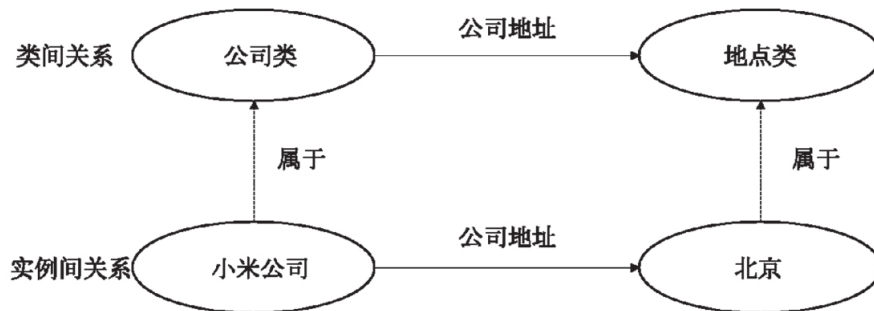 公司地址
类间关系
公司类
地点类
属于
属于
公司地址
实例间关系
小米公司
北京